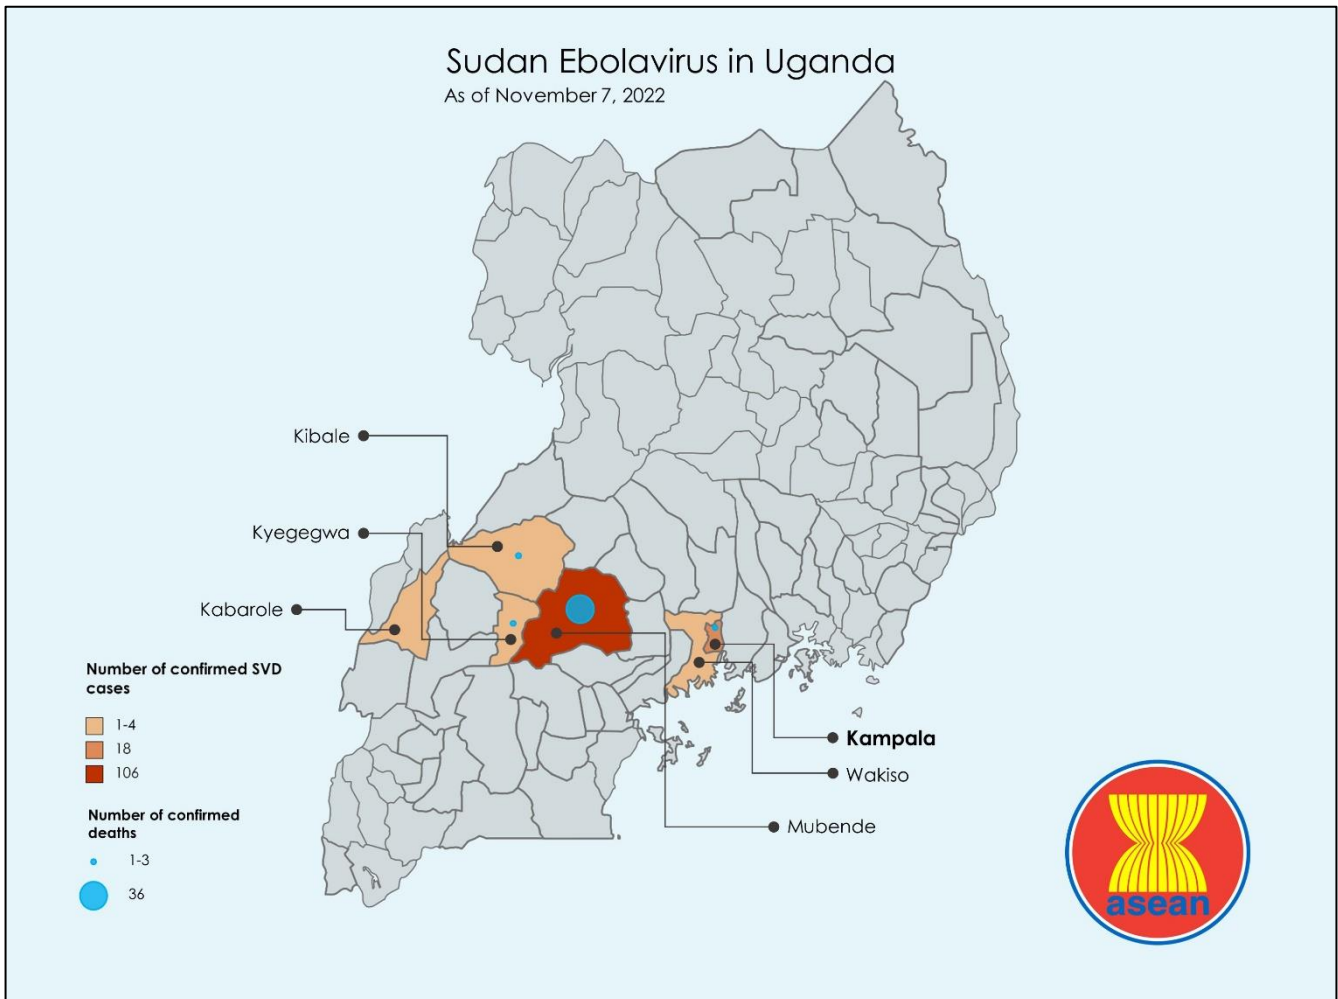 Sudan Ebolavirus in Uganda
As of November 7, 2022
Kibale
Kyegegwa
Kabarole
Number of confirmed SVD
cases
1-4
18
106
Number of confirmed
deaths
1-3
36
Kampala
Wakiso
Mubende
asean